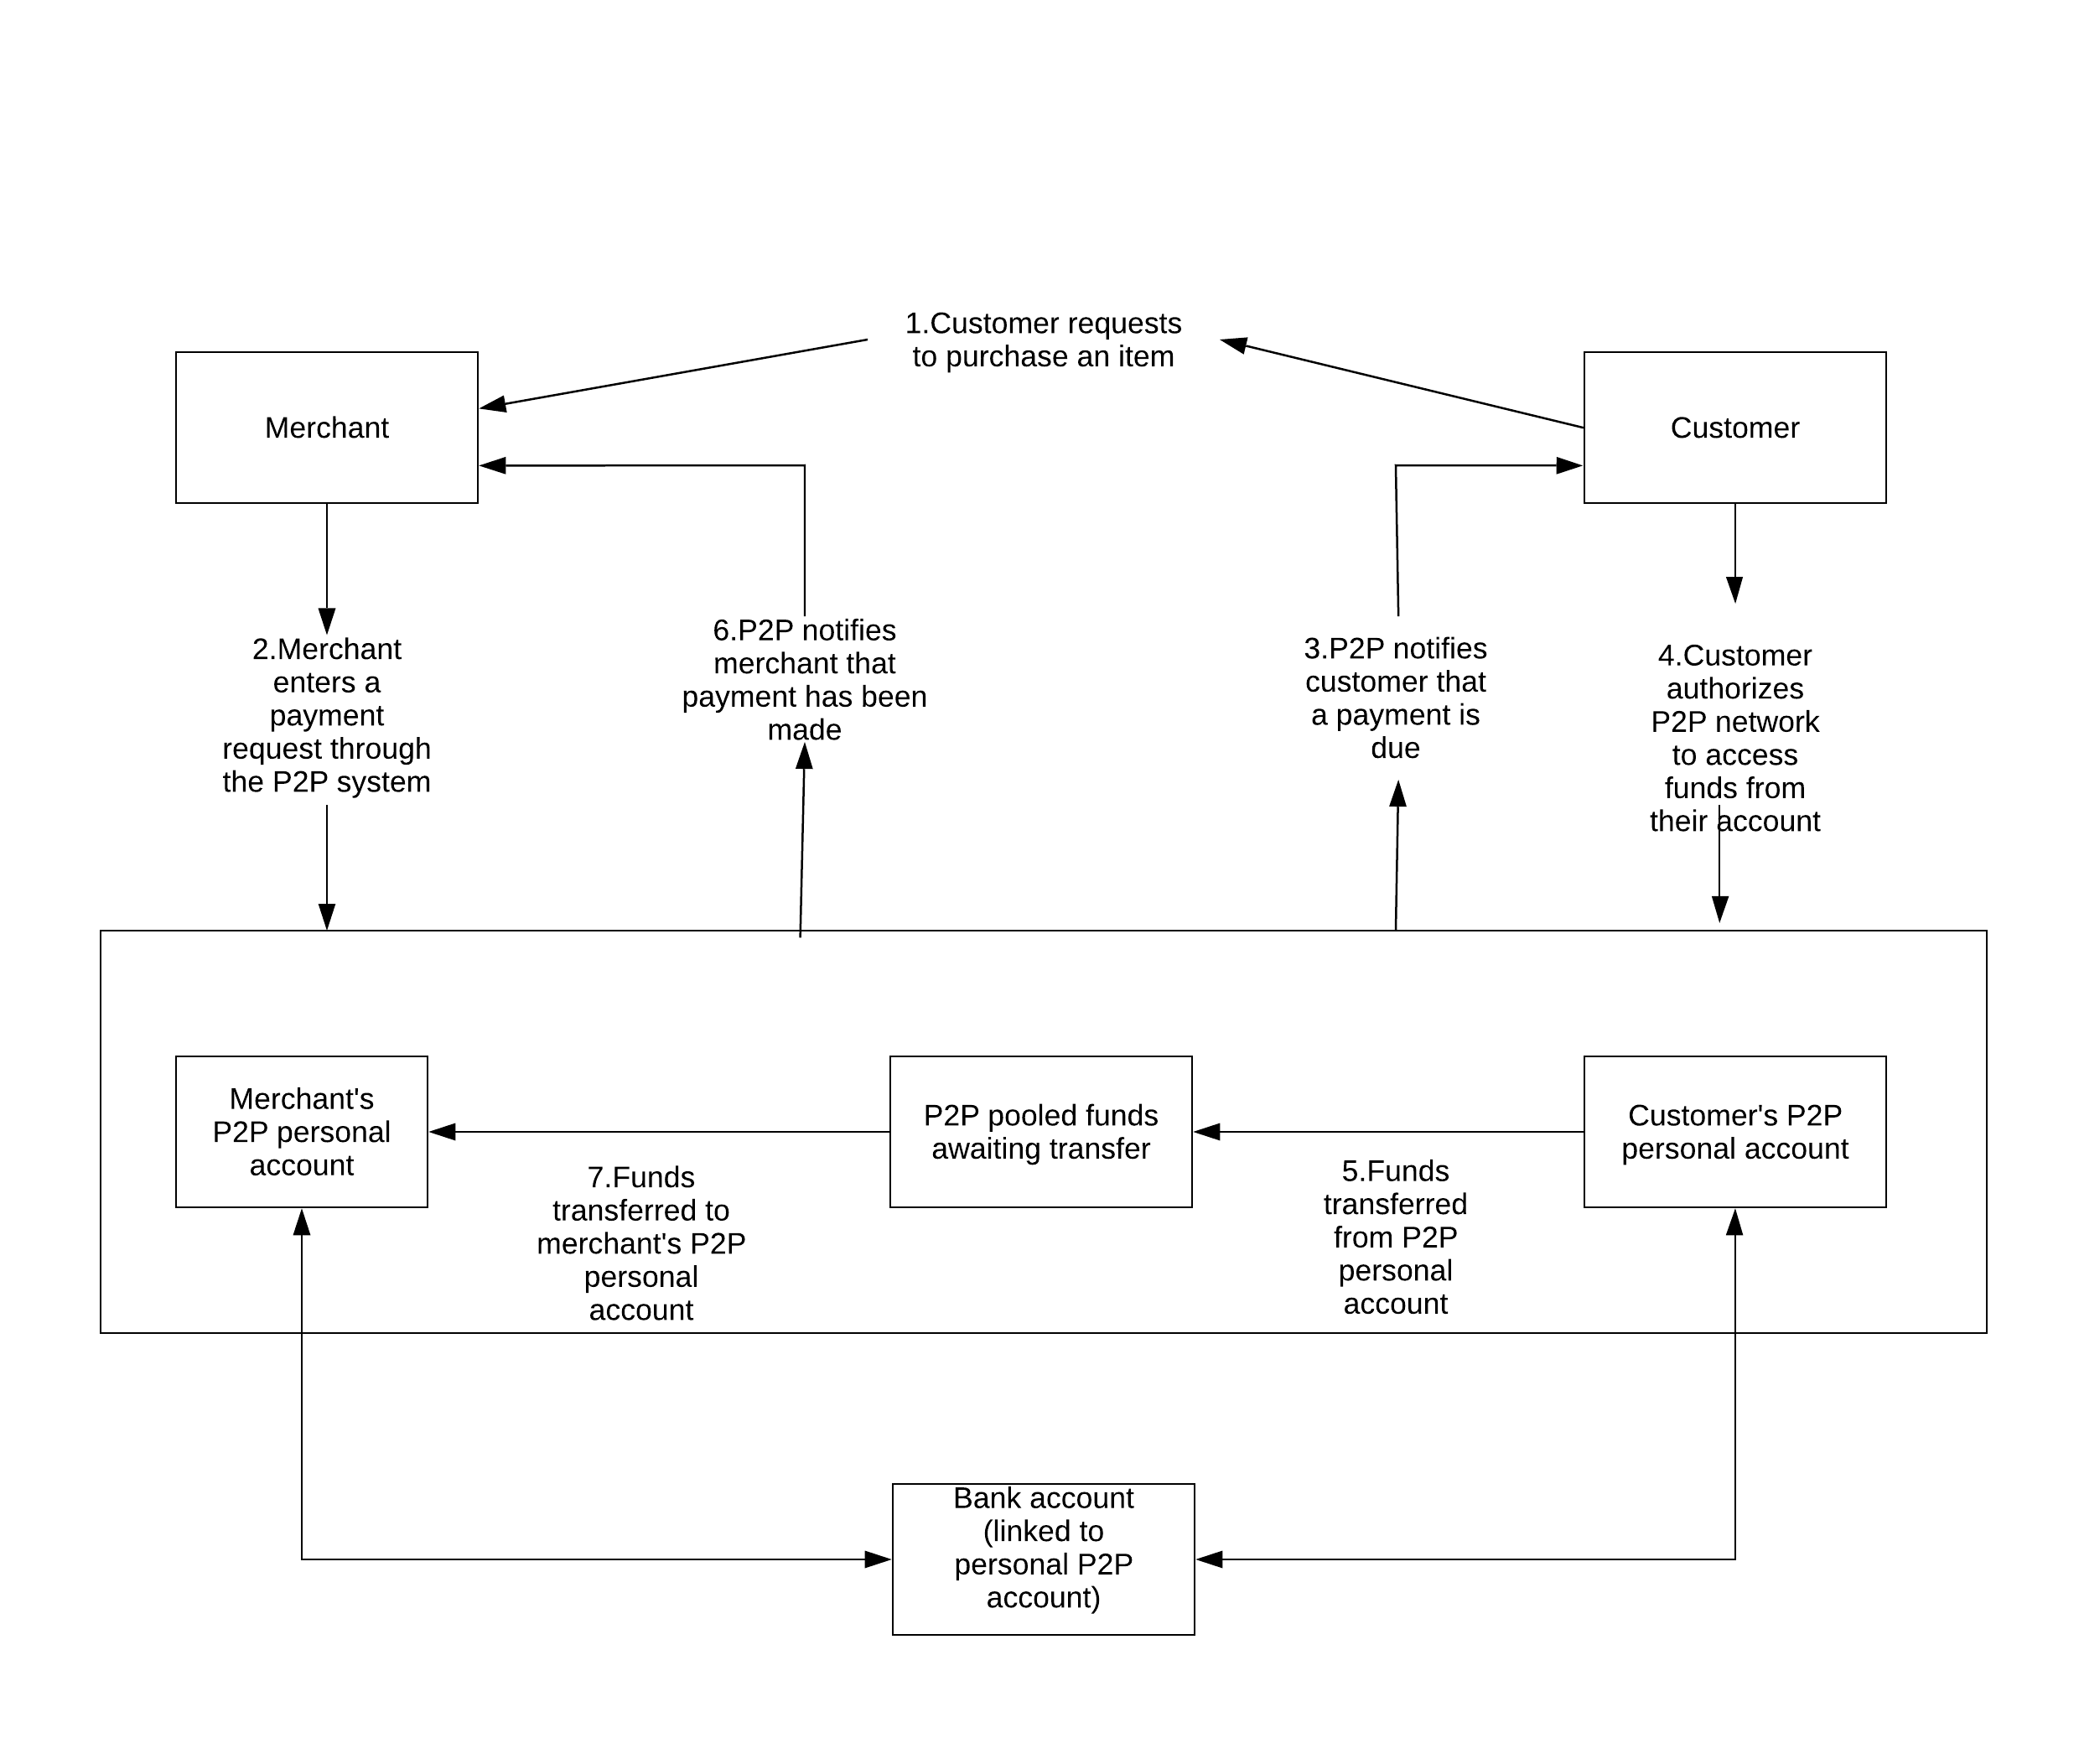 1.Customer requests
to purchase an item
Merchant
Customer
2.Merchant
enters a
payment
request through
the P2P system
6.P2P notifies
merchant that
payment has been
made
3.P2P notifies
customer that
a payment is
due
4.Customer
authorizes
P2P network
to access
funds from
their account
Merchant's
P2P personal
account
P2P pooled funds
awaiting transfer
Customer's P2P
personal account
7.Funds
transferred to
merchant's P2P
personal
account
5.Funds
transferred
from P2P
personal
account
Bank account
(linked to
personal P2P
account)